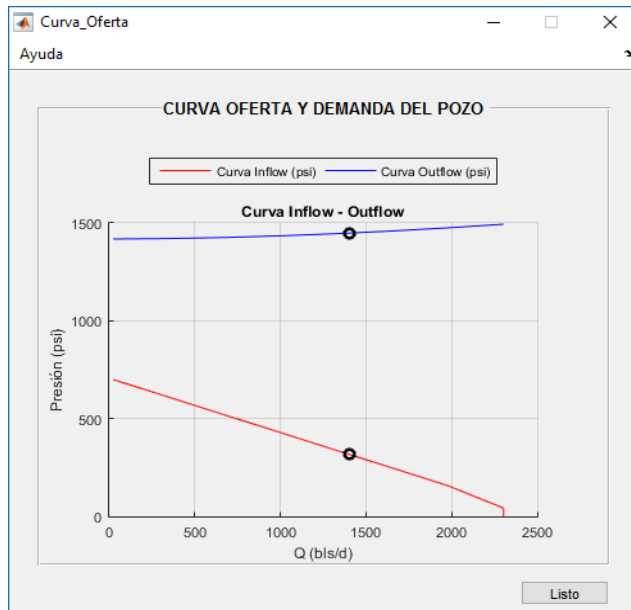 Curva_Oferta
Ayuda
CURVA OFERTA Y DEMANDA DEL POZO
Curva Inflow (psi) Curva Outflow (psi)
Curva Inflow - Outflow
1500
1000
500
0
Presión (psi)
0 500 1000 1500 2000 2500
Q (bls/d)
Listo